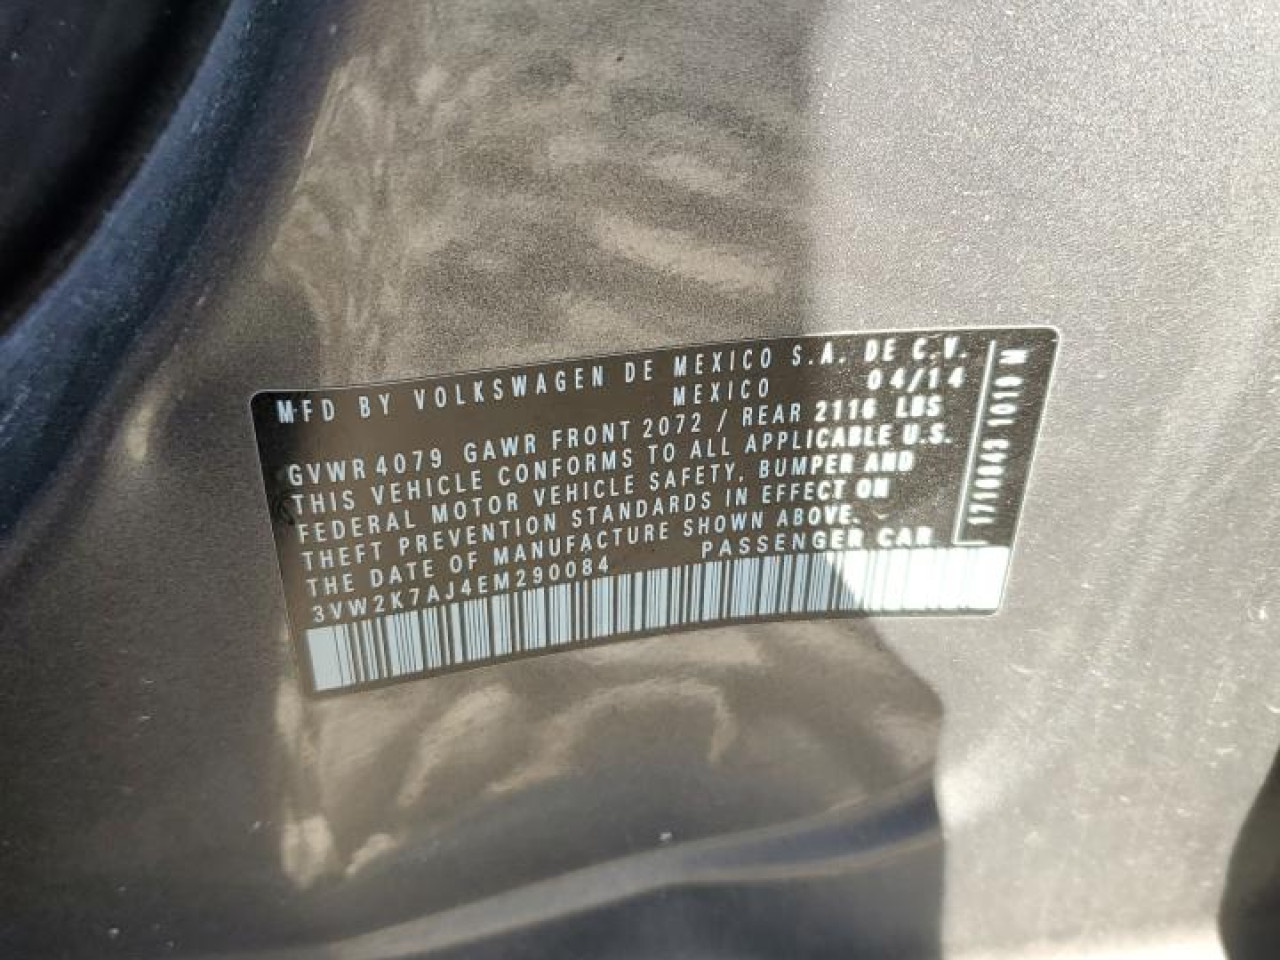 MFD BY VOLKSWAGEN DE MEXICO S.A. DE C.V.
MEXICO 04/14
GVWR 4079 GAWR FRONT 2072 / REAR 2116 LBS
THIS VEHICLE CONFORMS TO ALL APPLICABLE U.S.
FEDERAL MOTOR VEHICLE SAFETY, BUMPER AND
THEFT PREVENTION STANDARDS IN EFFECT ON
THE DATE OF MANUFACTURE SHOWN ABOVE.
3VW2K7AJ4EM290084 PASSENGER CAR